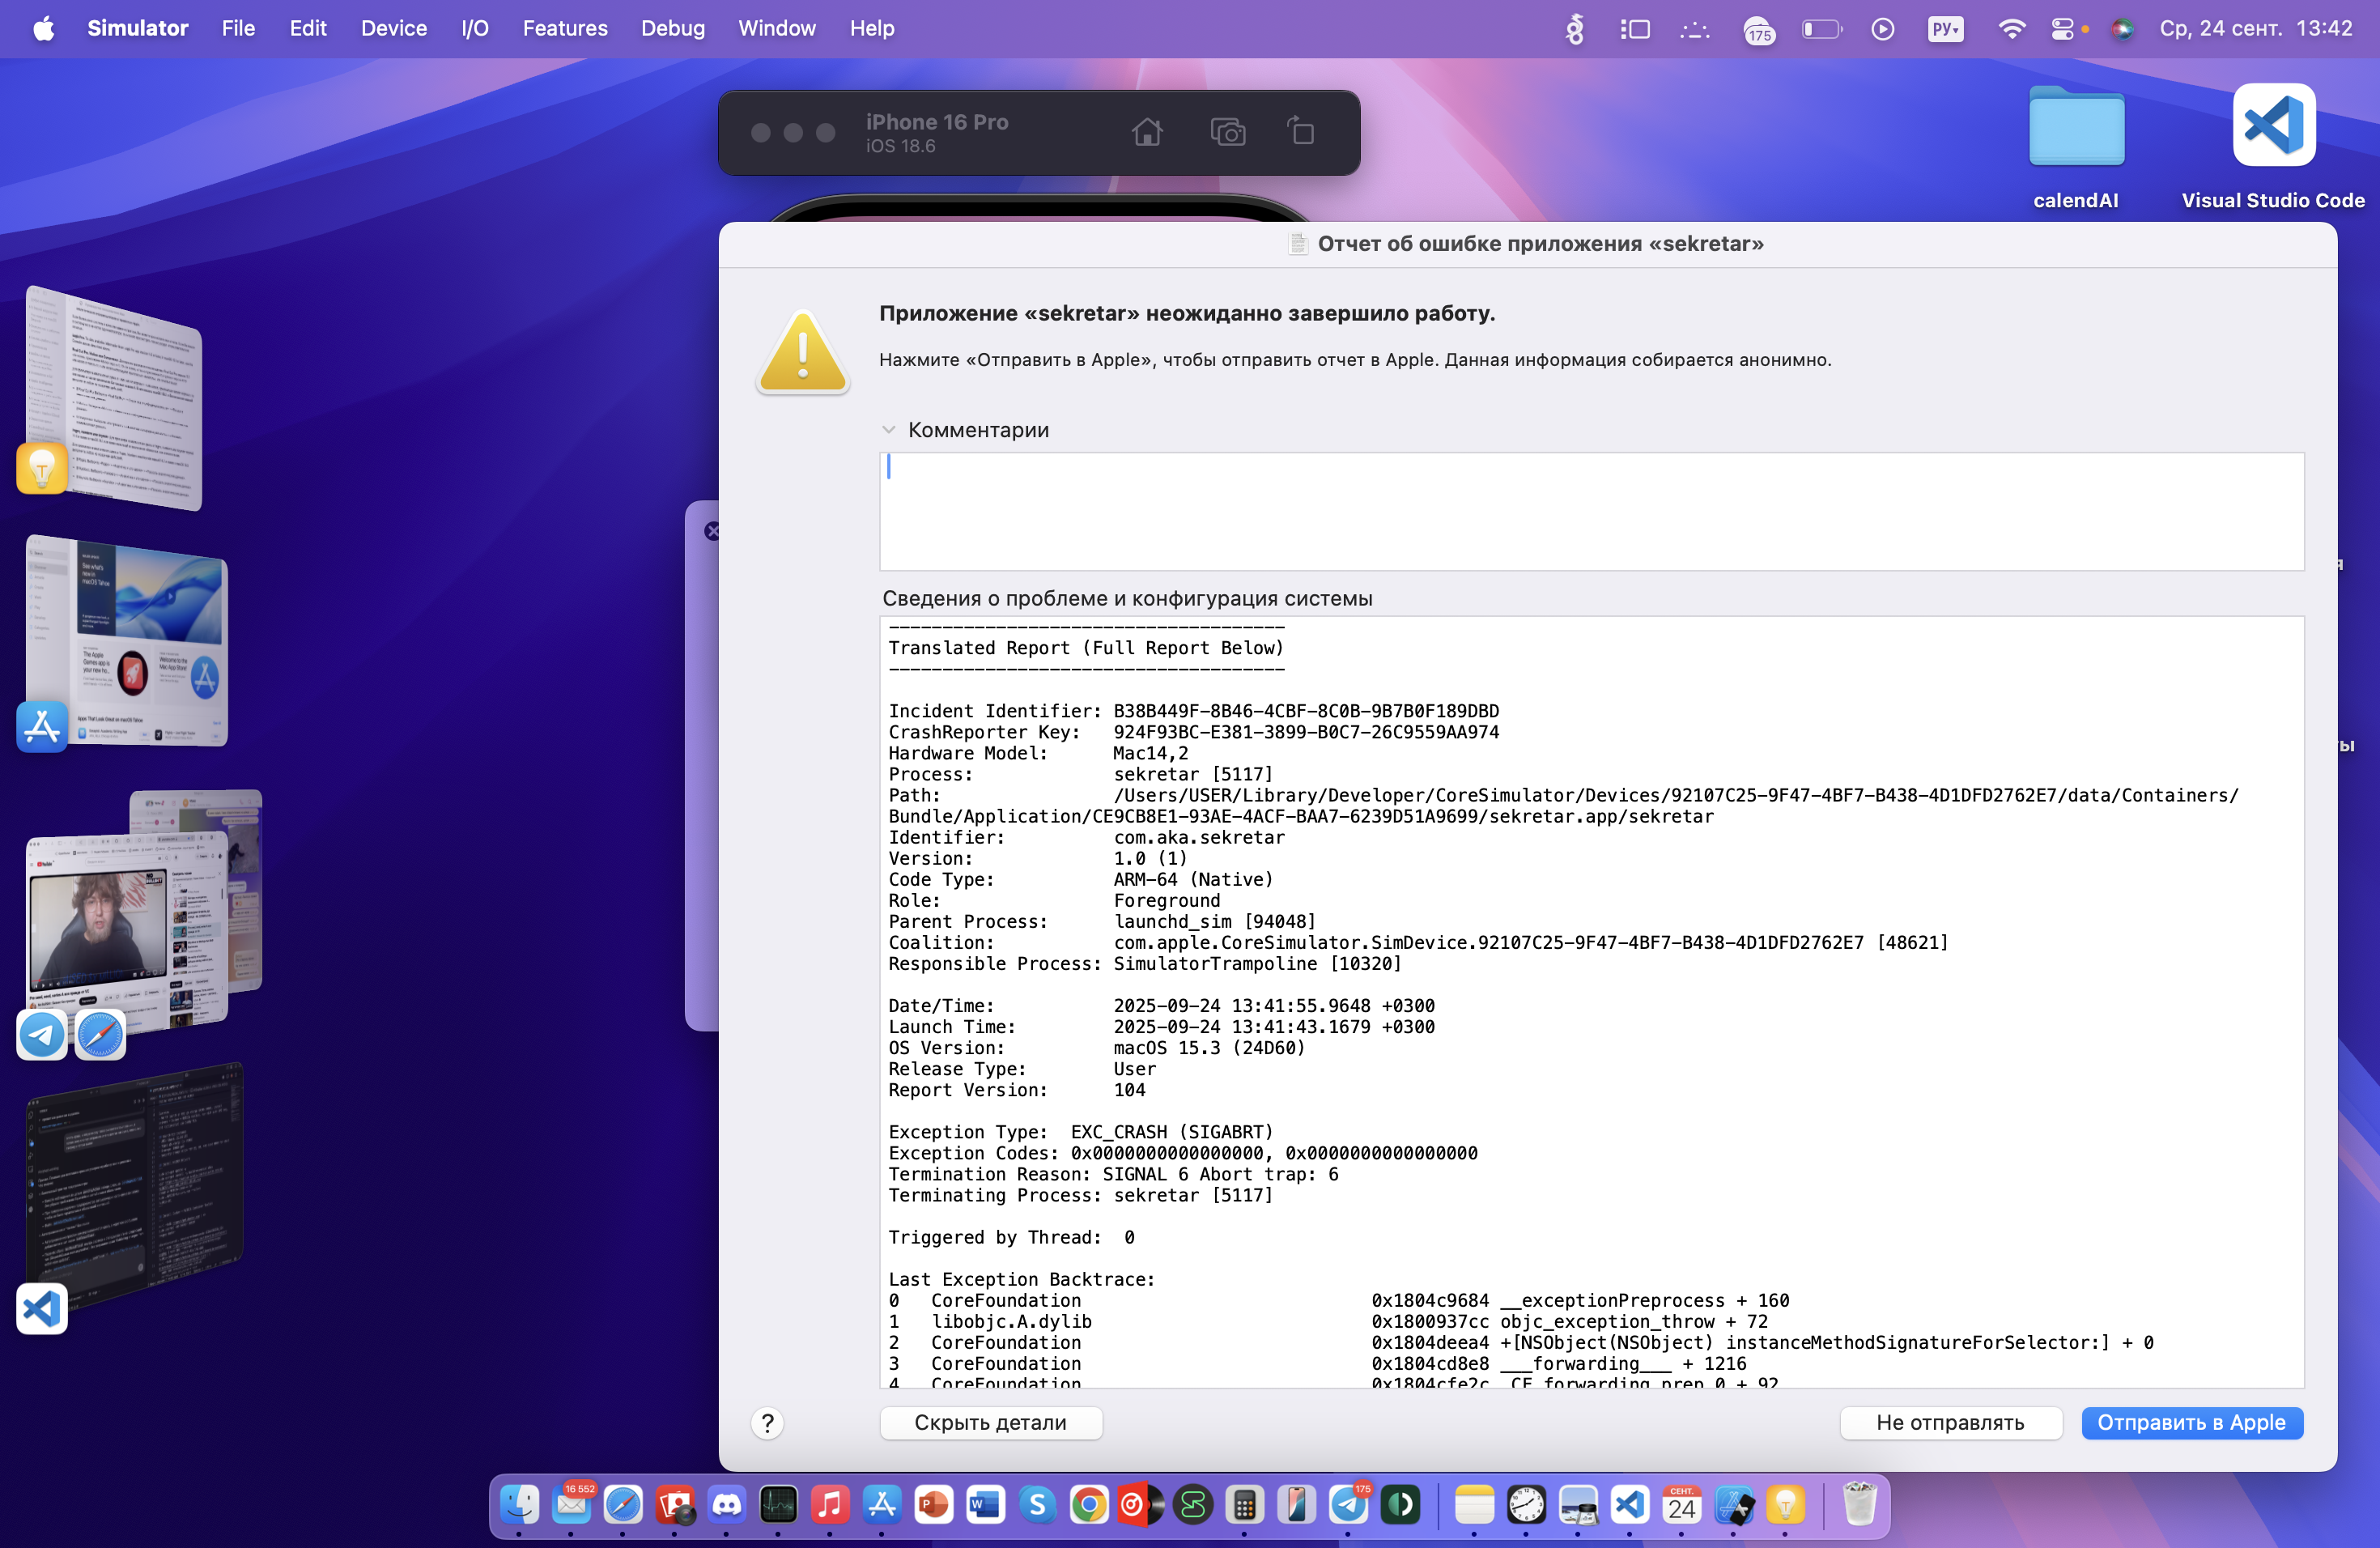 Simulator File Edit Device I/O Features Debug Window Help 175 РУ Ср, 24 сент. 13:42
iPhone 16 Pro
iOS 18.6
calendAI
Visual Studio Code
Отчет об ошибке приложения «sekretar»
Приложение «sekretar» неожиданно завершило работу.
Нажмите «Отправить в Apple», чтобы отправить отчет в Apple. Данная информация собирается анонимно.
Комментарии
Сведения о проблеме и конфигурация системы
-------------------------------------
Translated Report (Full Report Below)
-------------------------------------
Incident Identifier: B38B449F-8B46-4CBF-8C0B-9B7B0F189DBD
CrashReporter Key: 924F93BC-E381-3899-B0C7-26C9559AA974
Hardware Model: Mac14,2
Process: sekretar [5117]
Path: /Users/USER/Library/Developer/CoreSimulator/Devices/92107C25-9F47-4BF7-B438-4D1DFD2762E7/data/Containers/
Bundle/Application/CE9CB8E1-93AE-4ACF-BAA7-6239D51A9699/sekretar.app/sekretar
Identifier: com.aka.sekretar
Version: 1.0 (1)
Code Type: ARM-64 (Native)
Role: Foreground
Parent Process: launchd_sim [94048]
Coalition: com.apple.CoreSimulator.SimDevice.92107C25-9F47-4BF7-B438-4D1DFD2762E7 [48621]
Responsible Process: SimulatorTrampoline [10320]
Date/Time: 2025-09-24 13:41:55.9648 +0300
Launch Time: 2025-09-24 13:41:43.1679 +0300
OS Version: macOS 15.3 (24D60)
Release Type: User
Report Version: 104
Exception Type: EXC_CRASH (SIGABRT)
Exception Codes: 0x0000000000000000, 0x0000000000000000
Termination Reason: SIGNAL 6 Abort trap: 6
Terminating Process: sekretar [5117]
Triggered by Thread: 0
Last Exception Backtrace:
0 CoreFoundation 0x1804c9684 __exceptionPreprocess + 160
1 libobjc.A.dylib 0x1800937cc objc_exception_throw + 72
2 CoreFoundation 0x1804deea4 +[NSObject(NSObject) instanceMethodSignatureForSelector:] + 0
3 CoreFoundation 0x1804cd8e8 ___forwarding___ + 1216
4 CoreFoundation 0x1804cfe2c _CF_forwarding_prep_0 + 92
? Скрыть детали Не отправлять Отправить в Apple
16 552
175
СЕНТ.
24